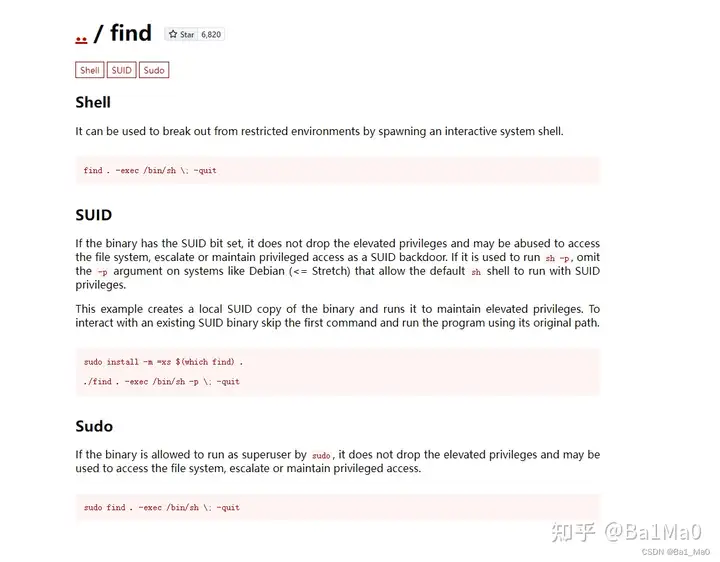 .. / find Star 6,820
Shell SUID Sudo
Shell
It can be used to break out from restricted environments by spawning an interactive system shell.
find . -exec /bin/sh \; -quit
SUID
If the binary has the SUID bit set, it does not drop the elevated privileges and may be abused to access
the file system, escalate or maintain privileged access as a SUID backdoor. If it is used to run sh -p, omit
the -p argument on systems like Debian (<= Stretch) that allow the default sh shell to run with SUID
privileges.
This example creates a local SUID copy of the binary and runs it to maintain elevated privileges. To
interact with an existing SUID binary skip the first command and run the program using its original path.
sudo install -m =xs $(which find) .
./find . -exec /bin/sh -p \; -quit
Sudo
If the binary is allowed to run as superuser by sudo, it does not drop the elevated privileges and may be
used to access the file system, escalate or maintain privileged access.
sudo find . -exec /bin/sh \; -quit
知乎 @Ba1Ma0
CSDN @Ba1_Ma0